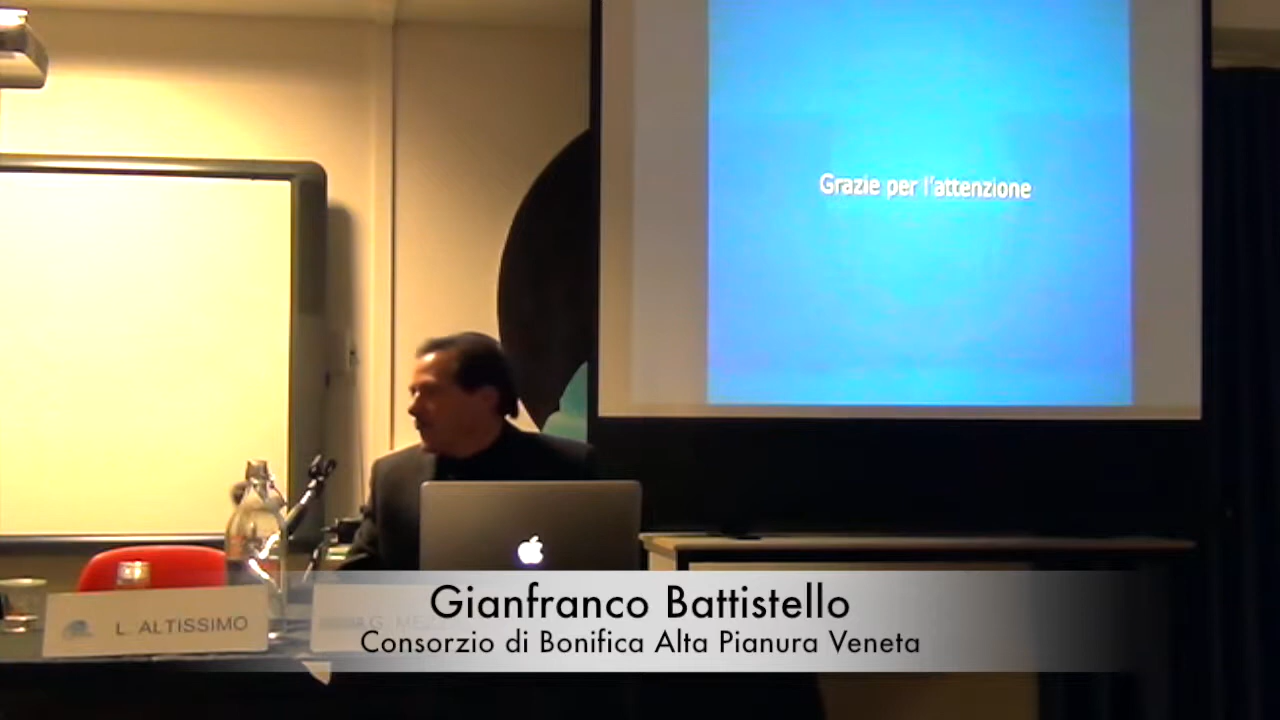 Grazie per l'attenzione
L. ALTISSIMO
Gianfranco Battistello
Consorzio di Bonifica Alta Pianura Veneta